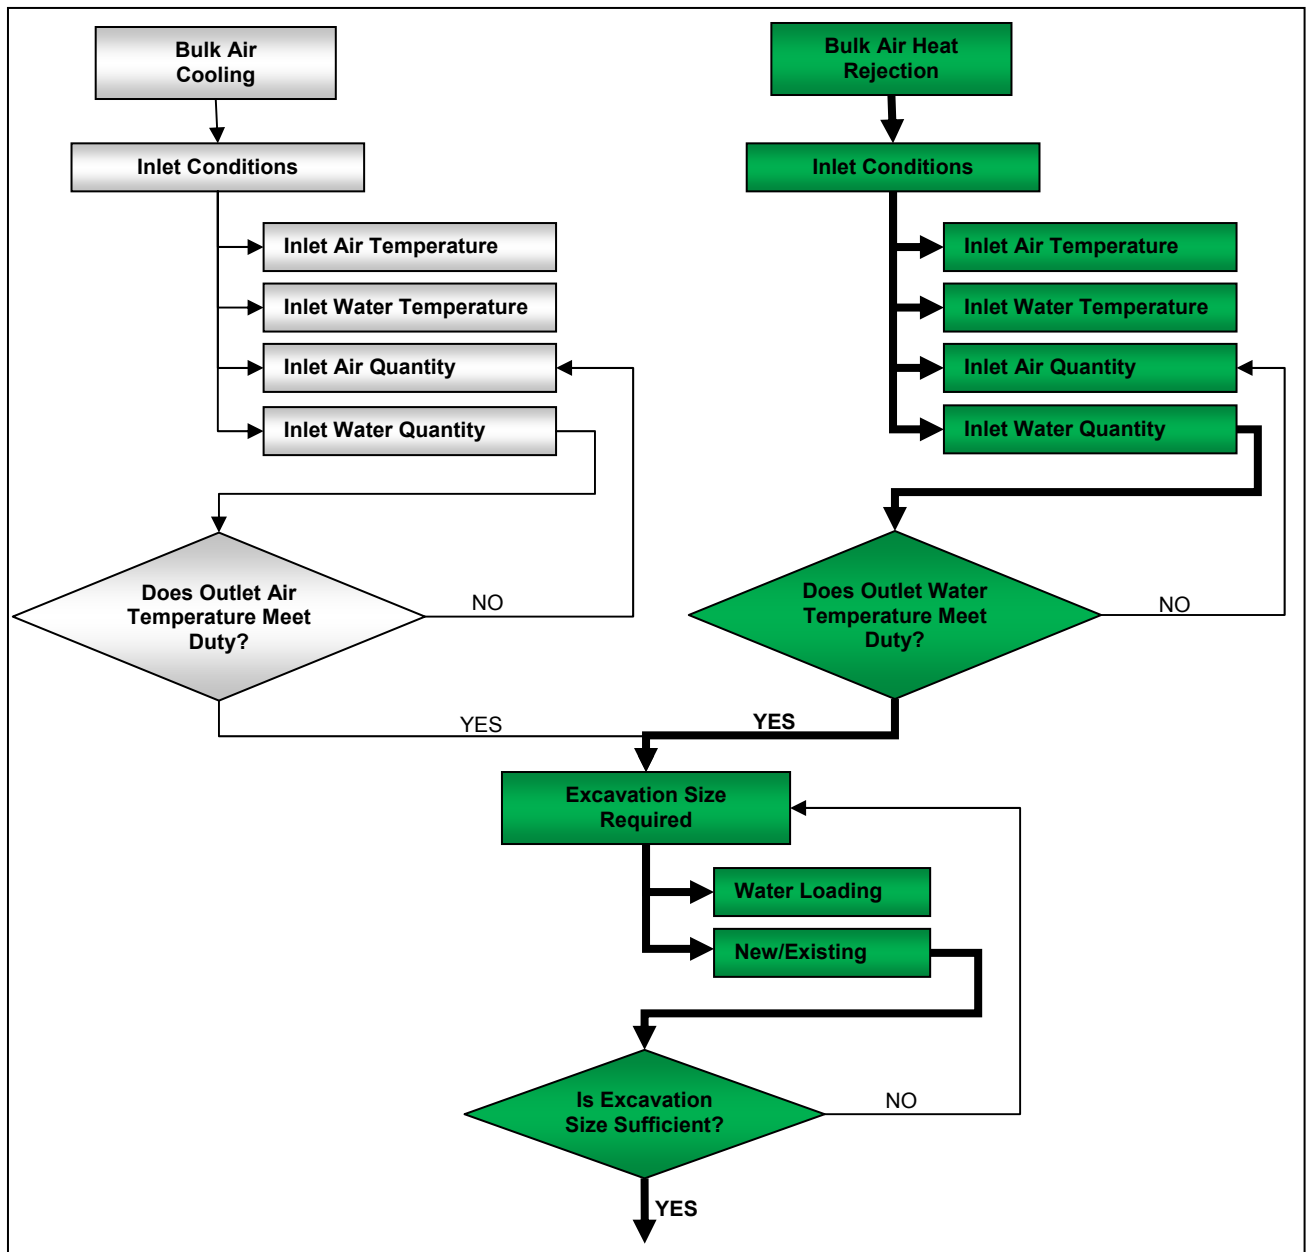 Bulk Air
Cooling
Inlet Conditions
Inlet Air Temperature
Inlet Water Temperature
Inlet Air Quantity
Inlet Water Quantity
Does Outlet Air
Temperature Meet
Duty?
NO
YES
Bulk Air Heat
Rejection
Inlet Conditions
Inlet Air Temperature
Inlet Water Temperature
Inlet Air Quantity
Inlet Water Quantity
Does Outlet Water
Temperature Meet
Duty?
NO
YES
Excavation Size
Required
Water Loading
New/Existing
Is Excavation
Size Sufficient?
NO
YES